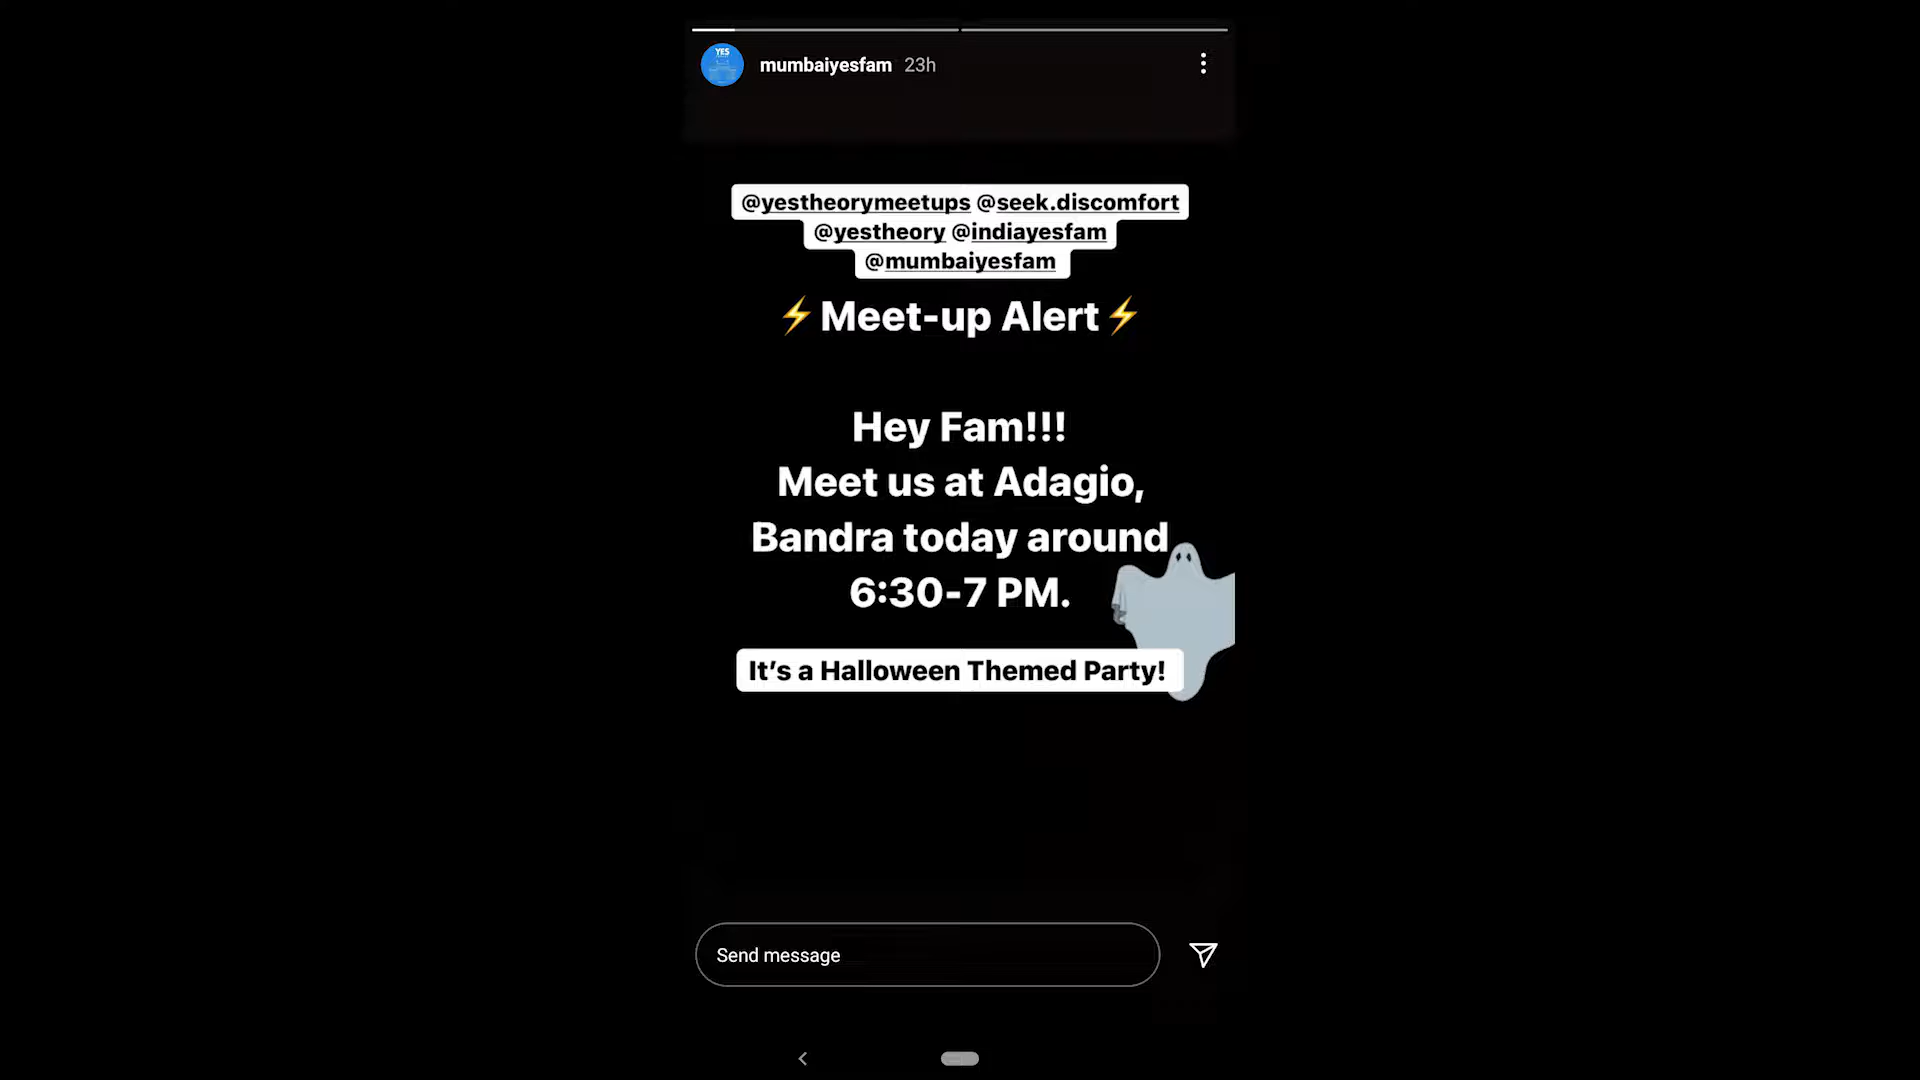 YES
mumbaiyesfam 23h
@yestheorymeetups @seek.discomfort
@yestheory @indiayesfam
@mumbaiyesfam
⚡Meet-up Alert⚡
Hey Fam!!!
Meet us at Adagio,
Bandra today around
6:30-7 PM.
It’s a Halloween Themed Party!
Send message